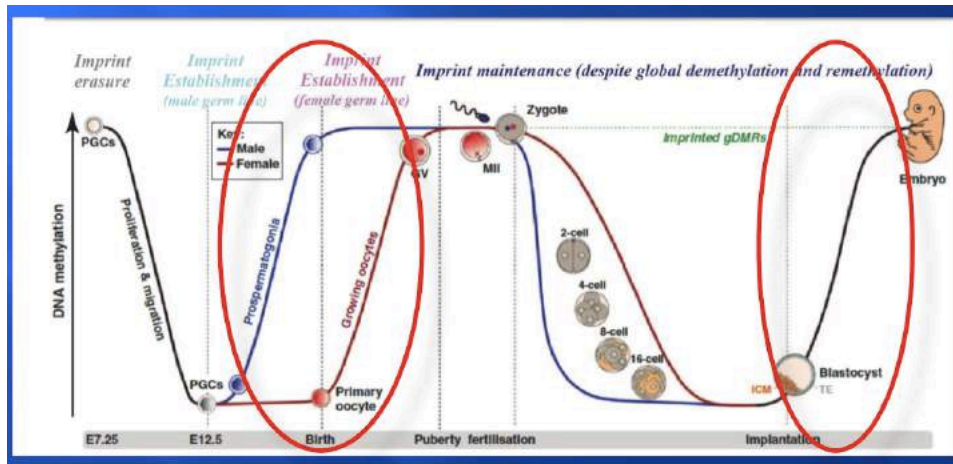 Imprint
erasure
Imprint
Establishment
(male germ line)
Imprint
Establishment
(female germ line)
Imprint maintenance (despite global demethylation and remethylation)
Key:
Male
Female
DNA methylation
PGCs
Proliferation & migration
PGCs
Prospermatogonia
Growing oocytes
Primary
oocyte
GV
MII
Zygote
Imprinted gDMRs
2-cell
4-cell
8-cell
16-cell
ICM
Blastocyst
TE
Embryo
E7.25
E12.5
Birth
Puberty
fertilisation
Implantation